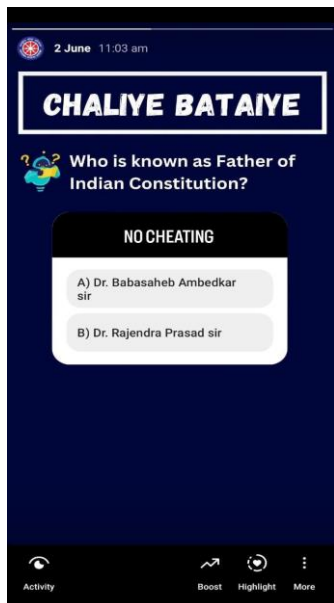 2 June 11:03 am
CHALIYE BATAIYE
Who is known as Father of
Indian Constitution?
NO CHEATING
A) Dr. Babasaheb Ambedkar
sir
B) Dr. Rajendra Prasad sir
Activity
Boost
Highlight
More